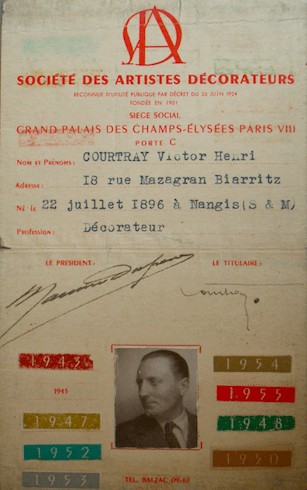 SAD
SOCIÉTÉ DES ARTISTES DÉCORATEURS
RECONNUE D'UTILITÉ PUBLIQUE PAR DÉCRET DU 23 JUIN 1924
FONDÉE EN 1901
SIEGE SOCIAL
GRAND PALAIS DES CHAMPS-ÉLYSÉES PARIS VIII
PORTE C
NOM ET PRÉNOMS: COURTRAY Victor Henri
ADRESSE: 18 rue Mazagran Biarritz
NÉ le 22 juillet 1896 à Nangis(S & M)
PROFESSION: Décorateur
LE PRESIDENT: LE TITULAIRE:
1943
1954
1945
1955
1947
1948
1952
1950
1953
TEL. BALZAC